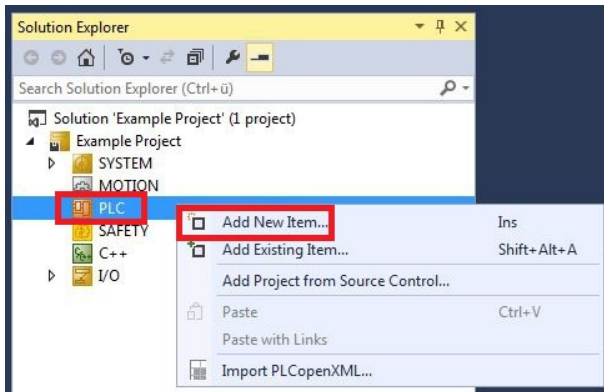 Solution Explorer
Search Solution Explorer (Ctrl+ü)
Solution 'Example Project' (1 project)
Example Project
SYSTEM
MOTION
PLC
SAFETY
C++
I/O
Add New Item... Ins
Add Existing Item... Shift+Alt+A
Add Project from Source Control...
Paste Ctrl+V
Paste with Links
Import PLCopenXML...